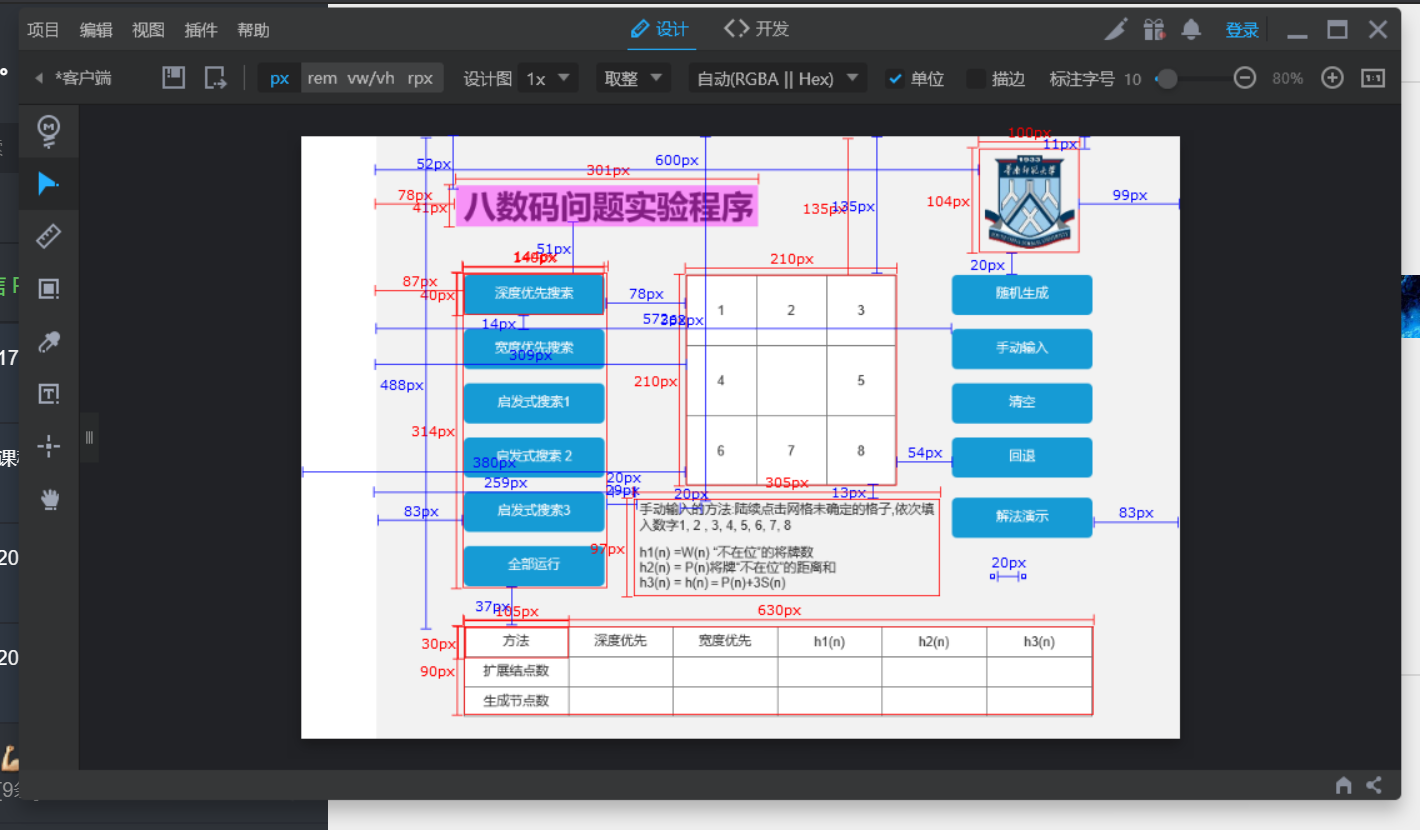 项目 编辑 视图 插件 帮助
设计 开发
登录
*客户端
px rem vw/vh rpx
设计图 1x
取整
自动(RGBA || Hex)
单位 描边 标注字号 10
80%
1:1
100px
11px
52px
600px
301px
78px
41px
八数码问题实验程序
135px
135px
104px
1933
99px
51px
140px
20px
210px
87px
40px
深度优先搜索
78px
1 2 3
随机生成
14px
宽度优先搜索
309px
手动输入
488px
210px
4 5
启发式搜索1
清空
314px
启发式搜索 2
380px
6 7 8
54px
回退
259px
20px
29px
20px
305px
13px
83px
启发式搜索3
手动输入的方法:陆续点击网格未确定的格子,依次填
入数字1, 2 , 3, 4, 5, 6, 7, 8
解法演示
83px
97px
h1(n) =W(n) “不在位”的将牌数
h2(n) = P(n)将牌“不在位”的距离和
h3(n) = h(n) = P(n)+3S(n)
全部运行
20px
37px
105px
630px
30px
方法 深度优先 宽度优先 h1(n) h2(n) h3(n)
90px
扩展结点数
生成节点数
17
20
20